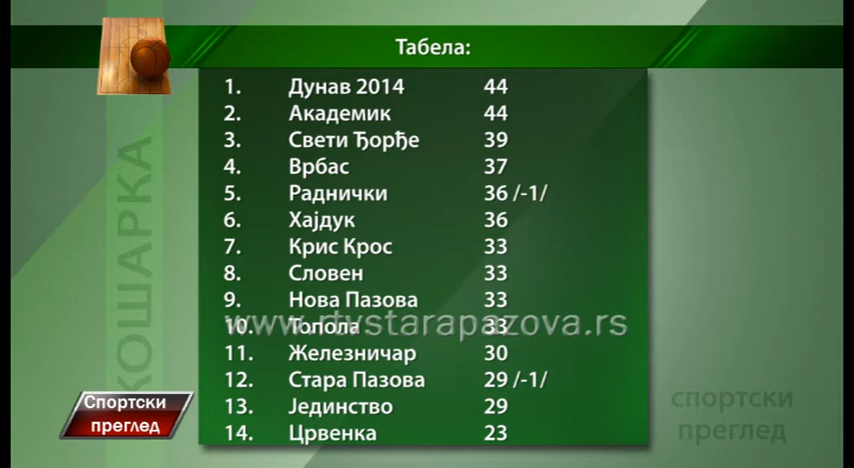 Табела:
1. Дунав 2014 44
2. Академик 44
3. Свети Ђорђе 39
4. Врбас 37
5. Раднички 36 /-1/
6. Хајдук 36
7. Крис Крос 33
8. Словен 33
9. Нова Пазова 33
10. Топола 33
www.rtvstarapazova.rs
11. Железничар 30
12. Стара Пазова 29 /-1/
13. Јединство 29
14. Црвенка 23
КОШАРКА
Спортски
преглед
спортски
преглед